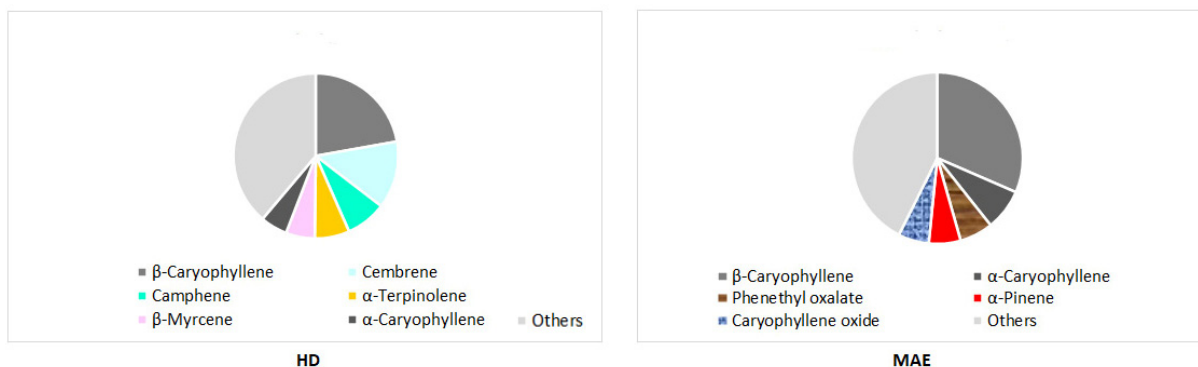 β-Caryophyllene Cembrene
Camphene α-Terpinolene
β-Myrcene α-Caryophyllene Others
HD
β-Caryophyllene α-Caryophyllene
Phenethyl oxalate α-Pinene
Caryophyllene oxide Others
MAE